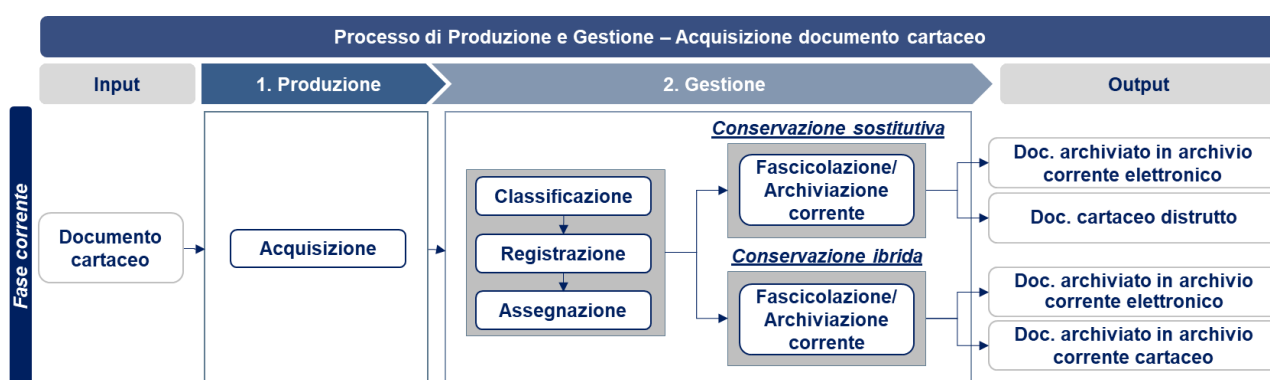 Processo di Produzione e Gestione – Acquisizione documento cartaceo
Input
1. Produzione
2. Gestione
Output
Fase corrente
Documento
cartaceo
Acquisizione
Classificazione
Registrazione
Assegnazione
Conservazione sostitutiva
Fascicolazione/
Archiviazione
corrente
Conservazione ibrida
Fascicolazione/
Archiviazione
corrente
Doc. archiviato in archivio
corrente elettronico
Doc. cartaceo distrutto
Doc. archiviato in archivio
corrente elettronico
Doc. archiviato in archivio
corrente cartaceo